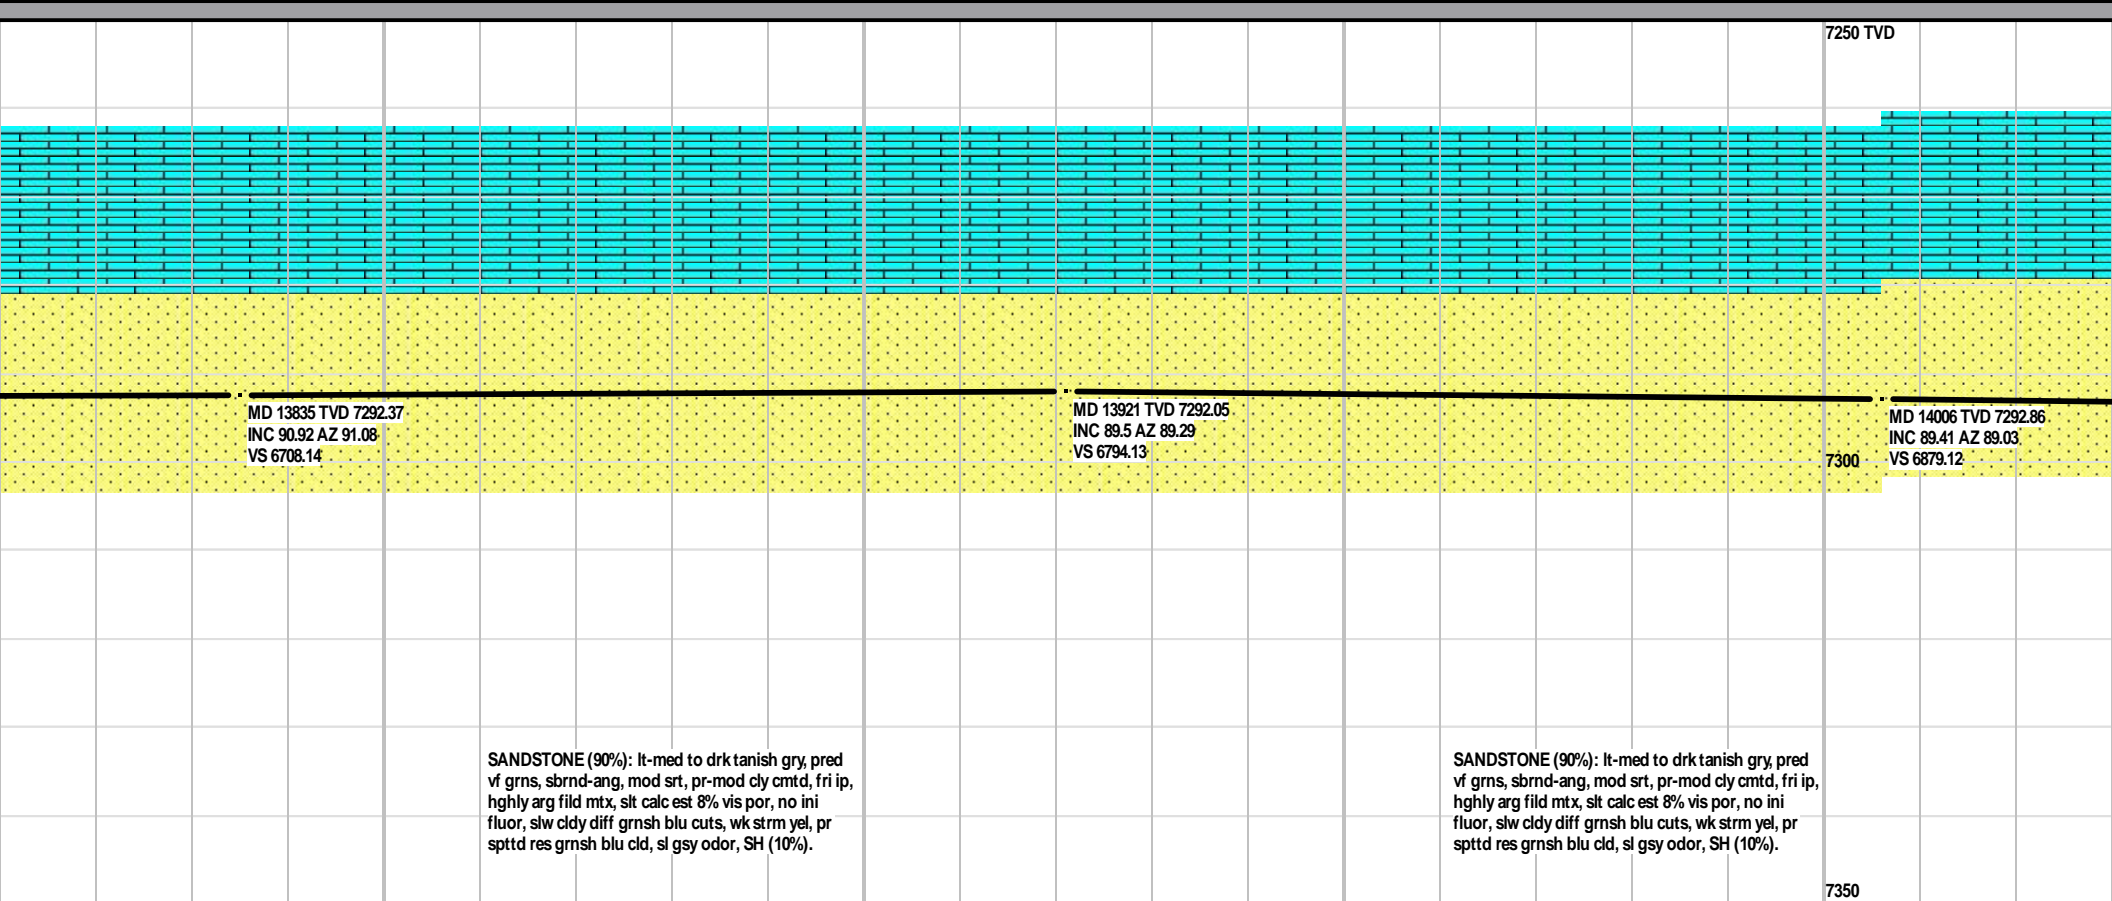 7250 TVD
MD 13835 TVD 7292.37
INC 90.92 AZ 91.08
VS 6708.14
MD 13921 TVD 7292.05
INC 89.5 AZ 89.29
VS 6794.13
MD 14006 TVD 7292.86
INC 89.41 AZ 89.03
VS 6879.12
7300
SANDSTONE (90%): lt-med to drk tanish gry, pred
vf grns, sbrnd-ang, mod srt, pr-mod cly cmtd, fri ip,
hghly arg fild mtx, slt calc est 8% vis por, no ini
fluor, slw cldy diff grnsh blu cuts, wk strm yel, pr
spttd res grnsh blu cld, sl gsy odor, SH (10%).
SANDSTONE (90%): lt-med to drk tanish gry, pred
vf grns, sbrnd-ang, mod srt, pr-mod cly cmtd, fri ip,
hghly arg fild mtx, slt calc est 8% vis por, no ini
fluor, slw cldy diff grnsh blu cuts, wk strm yel, pr
spttd res grnsh blu cld, sl gsy odor, SH (10%).
7350